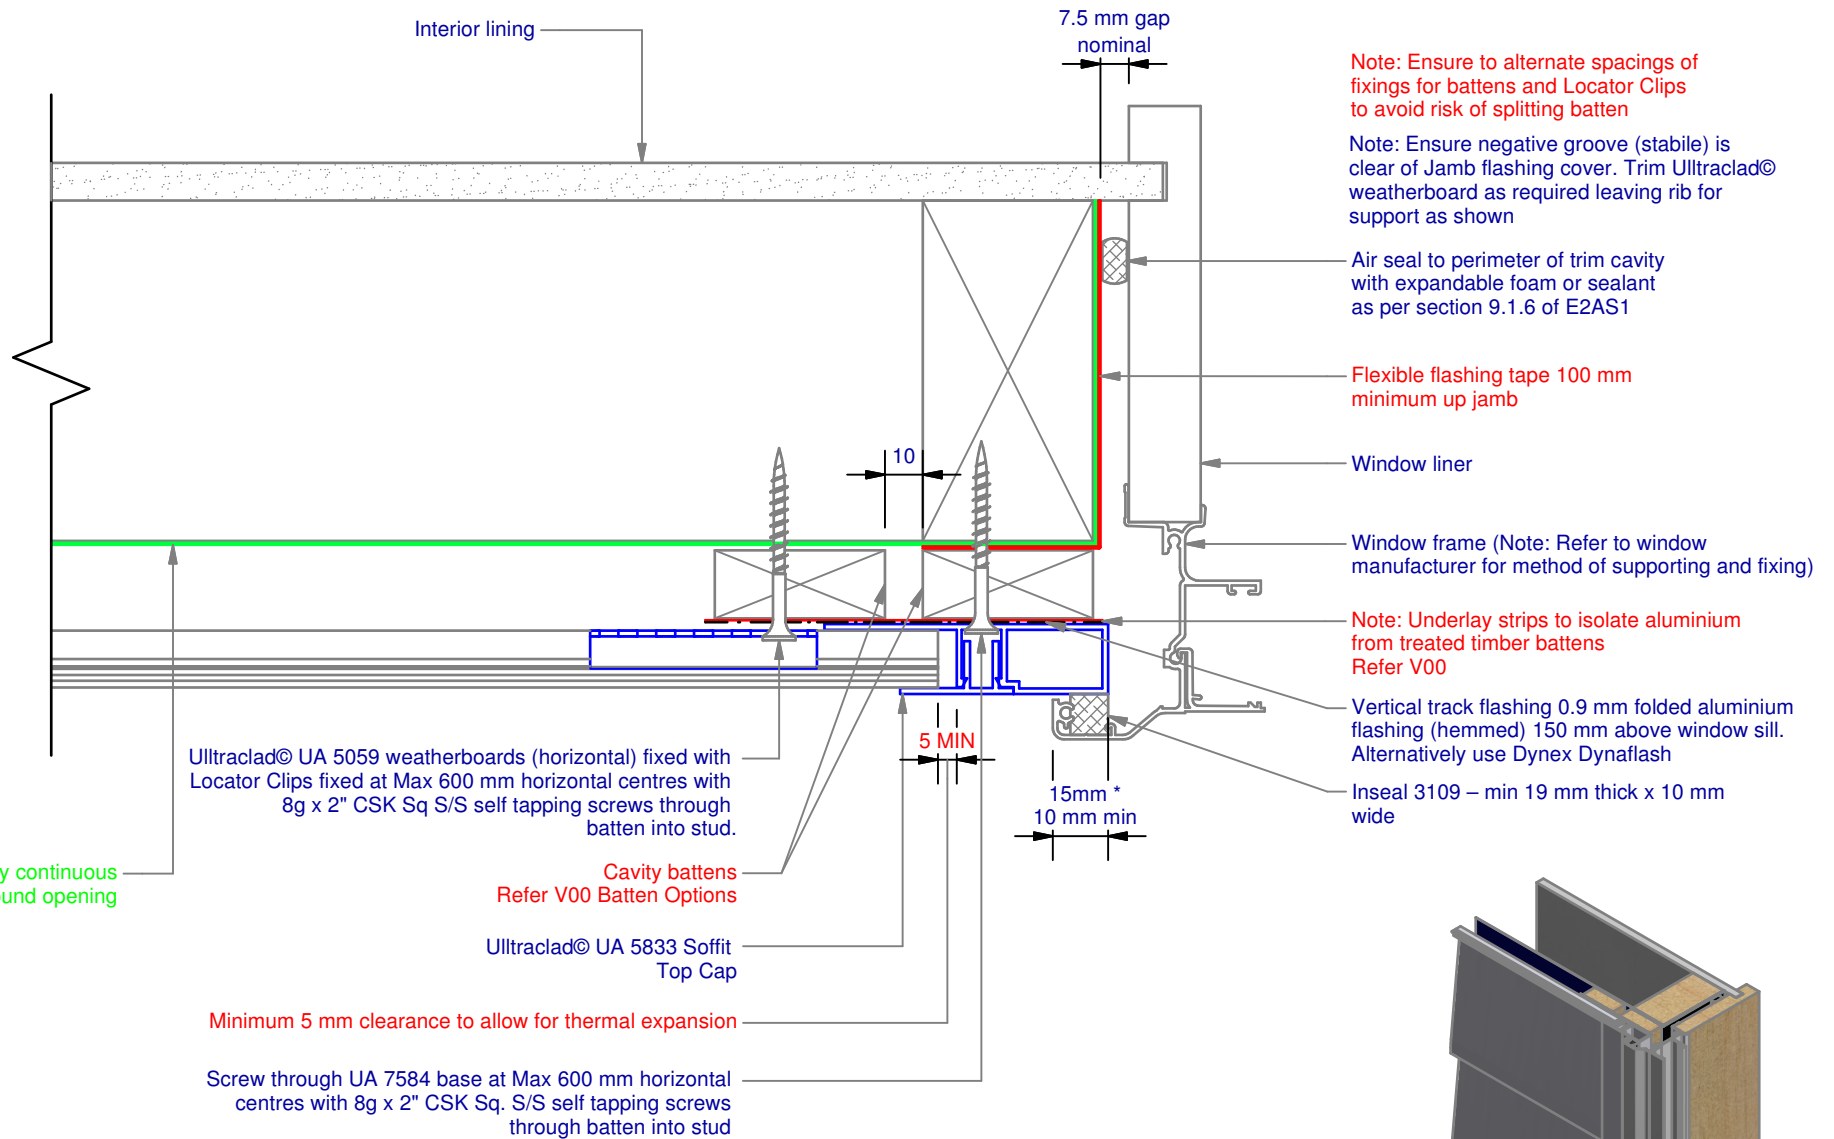 Interior lining
7.5 mm gap
nominal
Note: Ensure to alternate spacings of
fixings for battens and Locator Clips
to avoid risk of splitting batten
Note: Ensure negative groove (stabile) is
clear of Jamb flashing cover. Trim Ulltraclad©
weatherboard as required leaving rib for
support as shown
Air seal to perimeter of trim cavity
with expandable foam or sealant
as per section 9.1.6 of E2AS1
Flexible flashing tape 100 mm
minimum up jamb
10
Window liner
Window frame (Note: Refer to window
manufacturer for method of supporting and fixing)
Note: Underlay strips to isolate aluminium
from treated timber battens
Refer V00
Vertical track flashing 0.9 mm folded aluminium
flashing (hemmed) 150 mm above window sill.
Alternatively use Dynex Dynaflash
Inseal 3109 – min 19 mm thick x 10 mm
wide
5 MIN
15mm *
10 mm min
Ulltraclad© UA 5059 weatherboards (horizontal) fixed with
Locator Clips fixed at Max 600 mm horizontal centres with
8g x 2" CSK Sq S/S self tapping screws through
batten into stud.
continuous
opening
Cavity battens
Refer V00 Batten Options
Ulltraclad© UA 5833 Soffit
Top Cap
Minimum 5 mm clearance to allow for thermal expansion
Screw through UA 7584 base at Max 600 mm horizontal
centres with 8g x 2" CSK Sq. S/S self tapping screws
through batten into stud